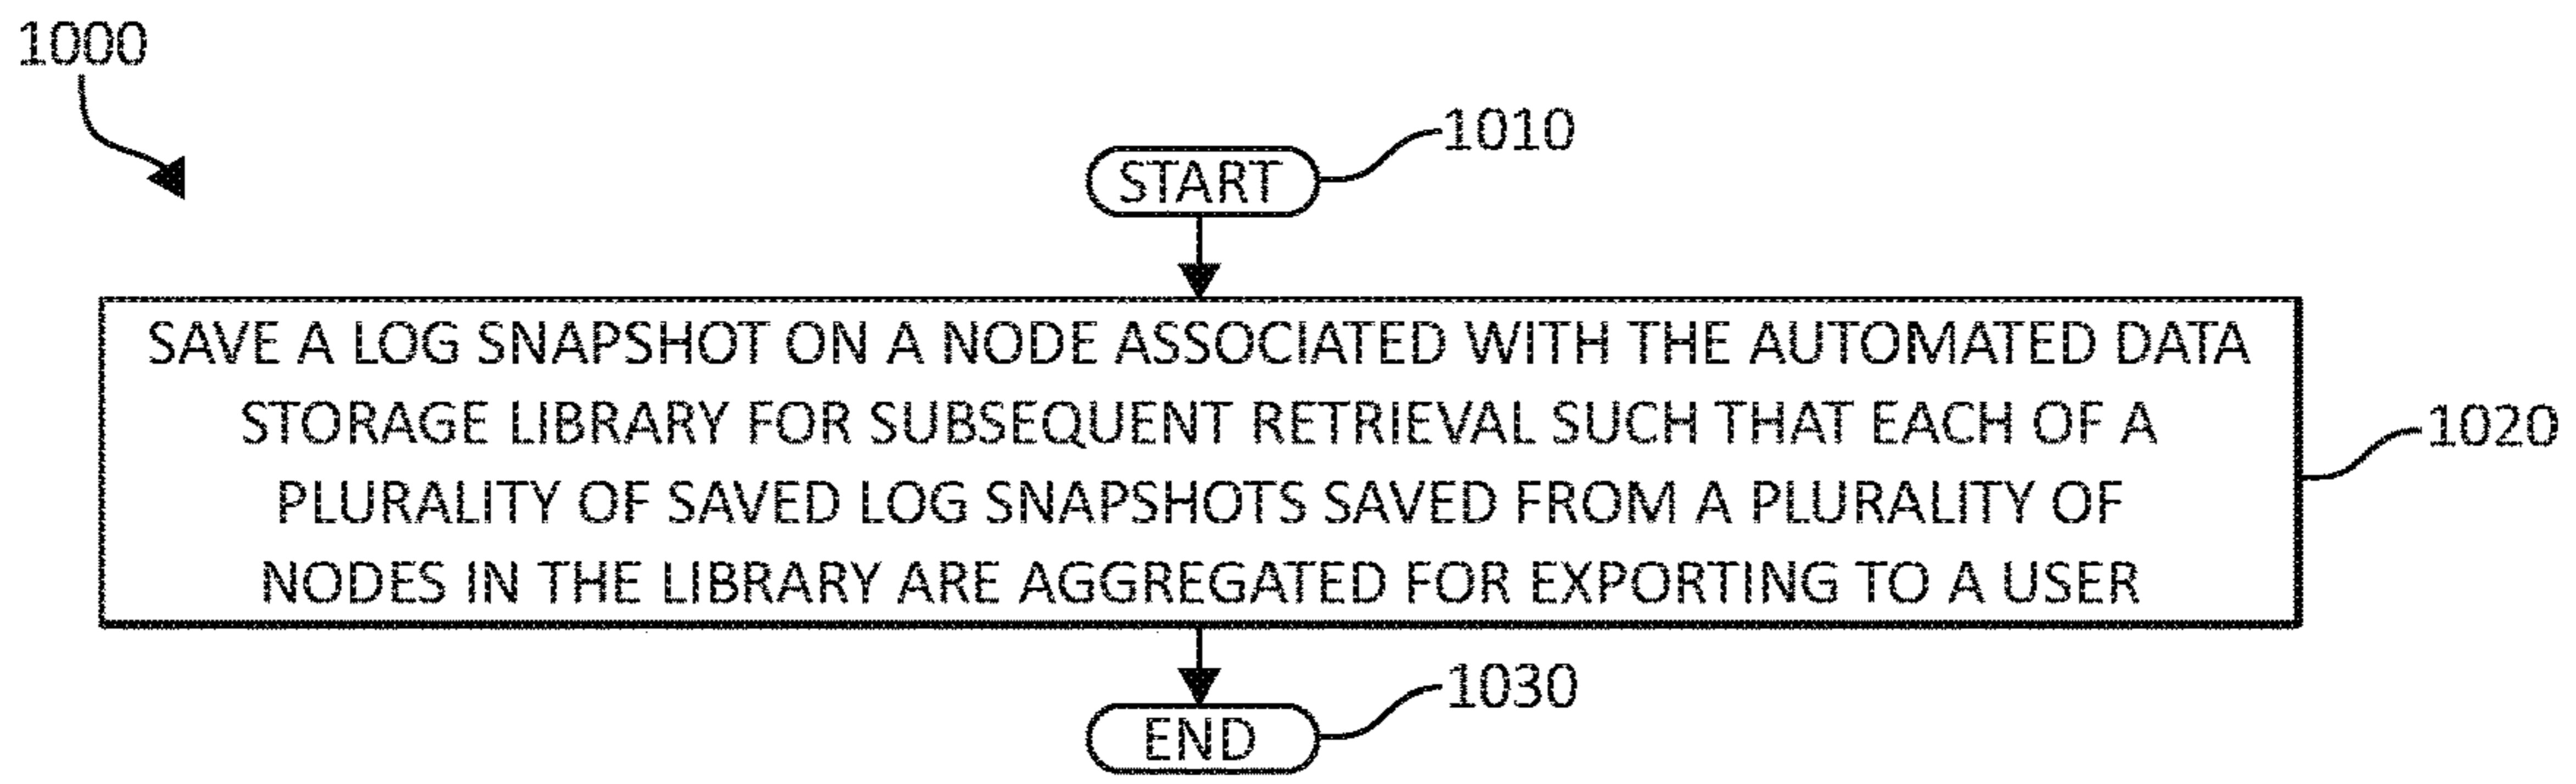 1000
1010
START
SAVE A LOG SNAPSHOT ON A NODE ASSOCIATED WITH THE AUTOMATED DATA
STORAGE LIBRARY FOR SUBSEQUENT RETRIEVAL SUCH THAT EACH OF A
1020
PLURALITY OF SAVED LOG SNAPSHOTS SAVED FROM A PLURALITY OF
NODES IN THE LIBRARY ARE AGGREGATED FOR EXPORTING TO A USER
1030
END